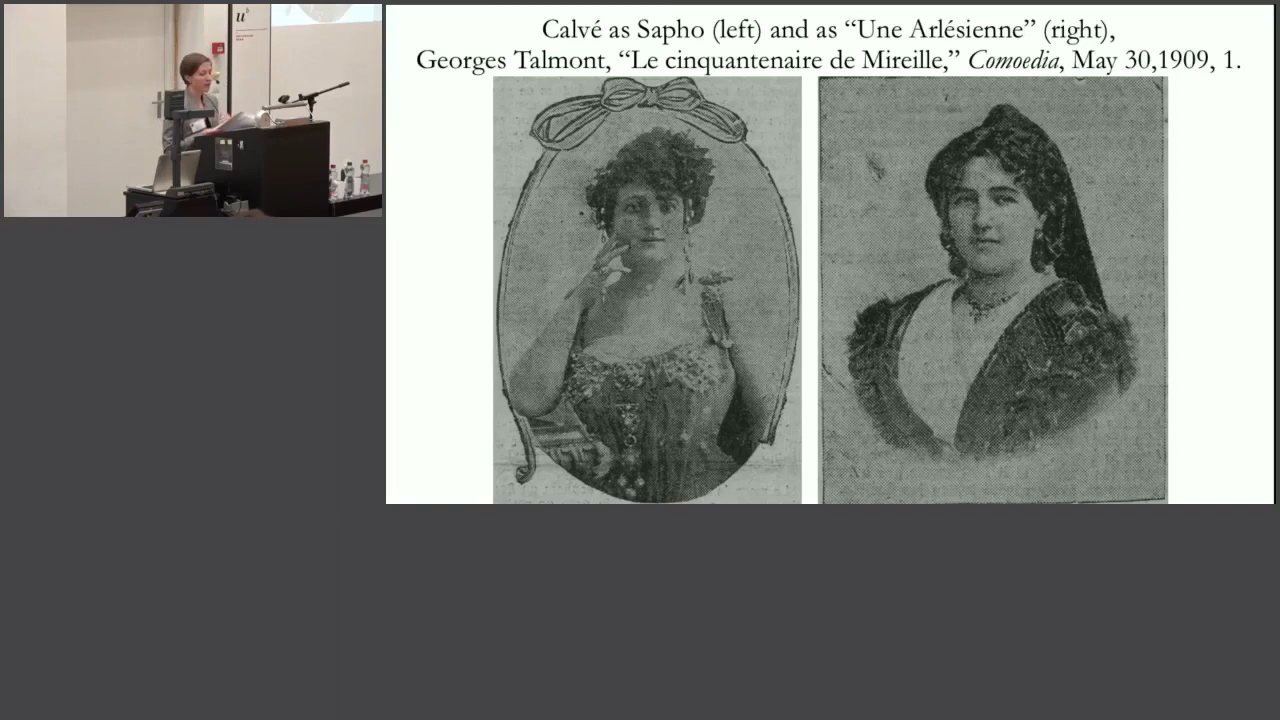 Calvé as Sapho (left) and as “Une Arlésienne” (right),
Georges Talmont, “Le cinquantenaire de Mireille,” Comoedia, May 30,1909, 1.
u
b